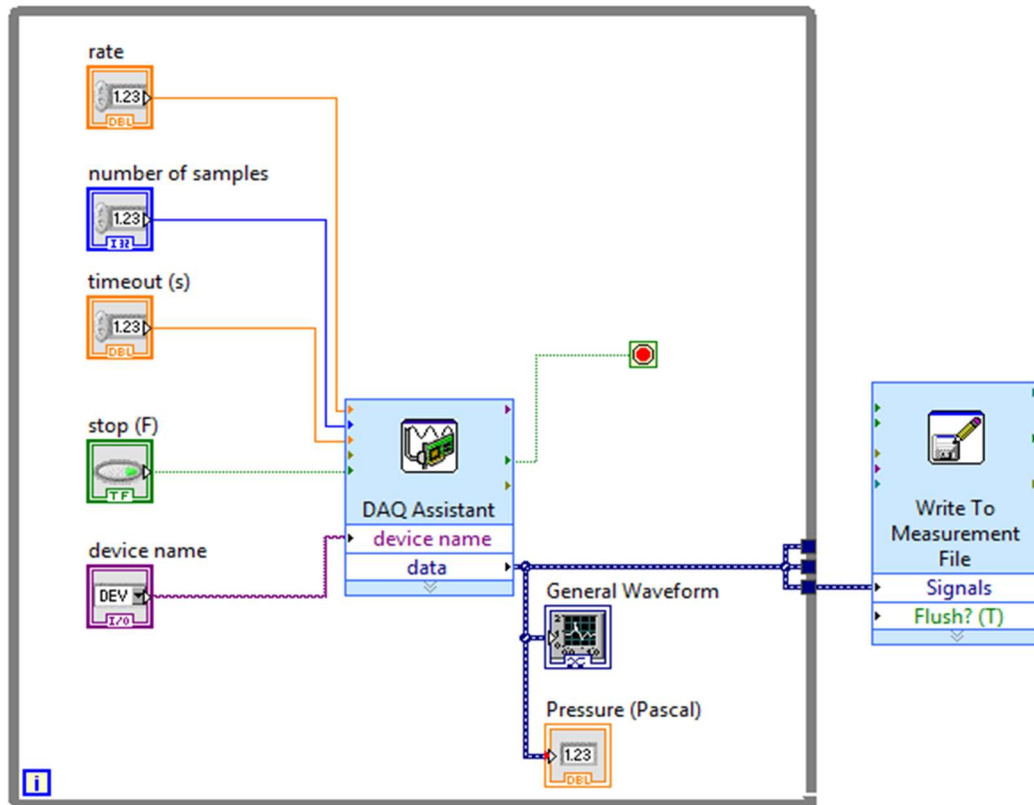 rate
1.23
DBL
number of samples
1.23
I32
timeout (s)
1.23
DBL
stop (F)
TF
DAQ Assistant
device name
data
device name
DEV
I/O
General Waveform
Pressure (Pascal)
1.23
DBL
i
Write To
Measurement
File
Signals
Flush? (T)